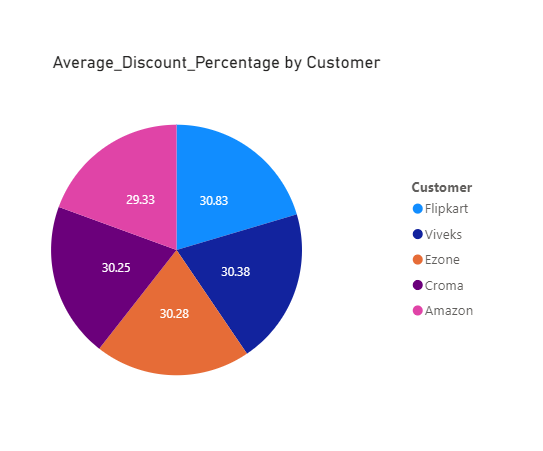 Average_Discount_Percentage by Customer
29.33
30.83
30.25
30.38
30.28
Customer
Flipkart
Viveks
Ezone
Croma
Amazon